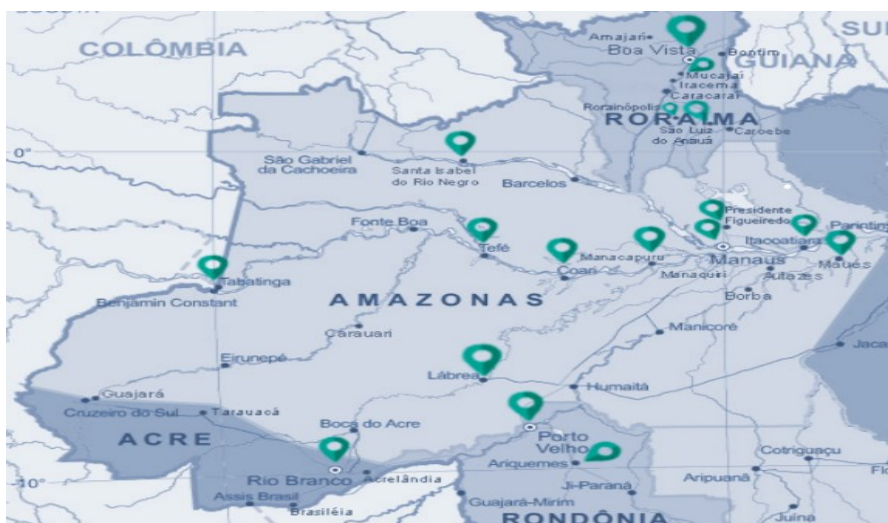 COLÔMBIA
Amajari
Boa Vista
Bonfim
SU
GUIANA
Mucajaí
Iracema
Caracaraí
Rorainópolis
RORAIMA
São Luiz
do Anauá
Caroebe
0°
São Gabriel
da Cachoeira
Santa Isabel
do Rio Negro
Barcelos
Fonte Boa
Presidente
Figueiredo
Parintin
Itacoatiara
Tefé
Manacapuru
Manaus
Coari
Manaquiri
Autazes
Maués
Tabatinga
Benjamin Constant
AMAZONAS
Borba
Carauari
Manicoré
Jaca
Eirunepé
Lábrea
Humaitá
Guajará
Cruzeiro do Sul
Tarauacá
Boca do Acre
ACRE
Porto
Velho
Rio Branco
Acrelândia
Ariquemes
Cotriguaçu
Aripuanã
-10°
Assis Brasil
Brasiléia
Guajará-Mirim
Ji-Paraná
Juína
RONDÔNIA